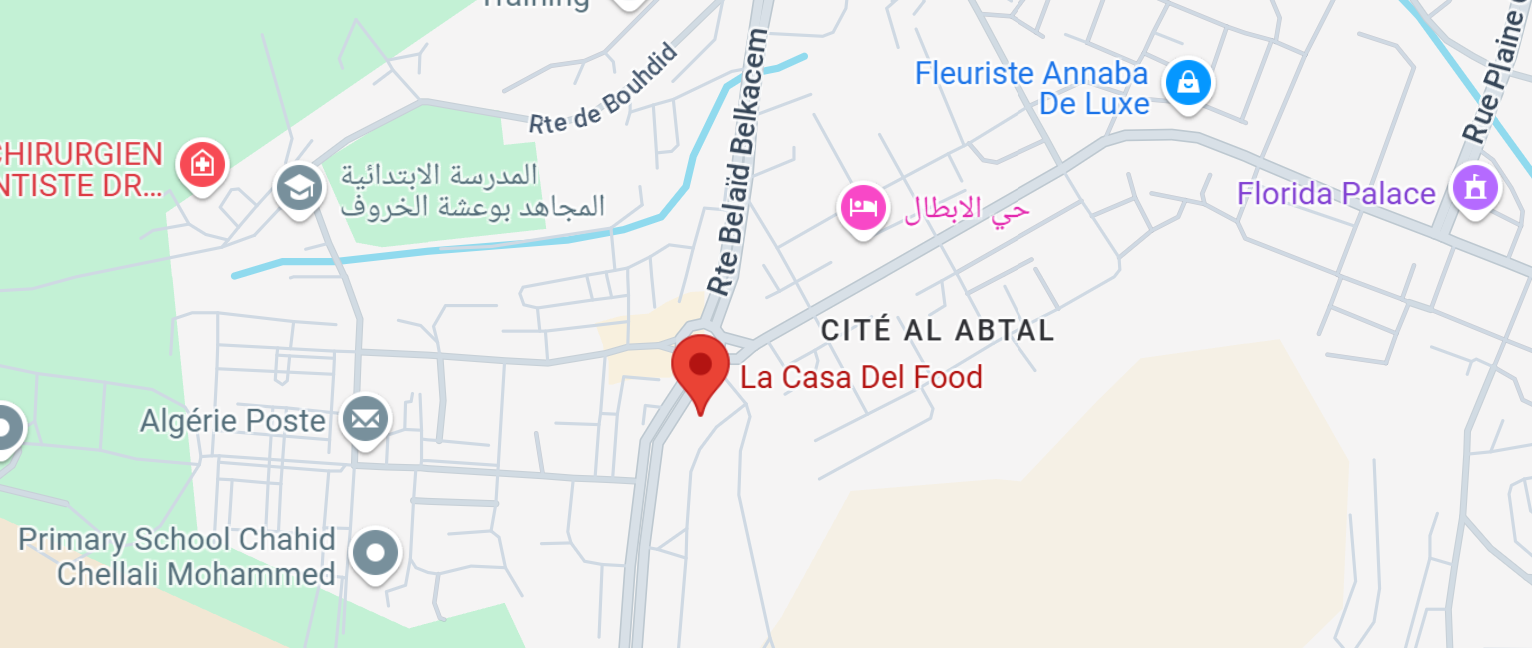 Training
Rte de Bouhdid
Rte Belaïd Belkacem
Fleuriste Annaba
De Luxe
Rue Plaine
CHIRURGIEN
NTISTE DR...
المدرسة الابتدائية
المجاهد بوعشة الخروف
حي الابطال
Florida Palace
CITÉ AL ABTAL
La Casa Del Food
Algérie Poste
Primary School Chahid
Chellali Mohammed